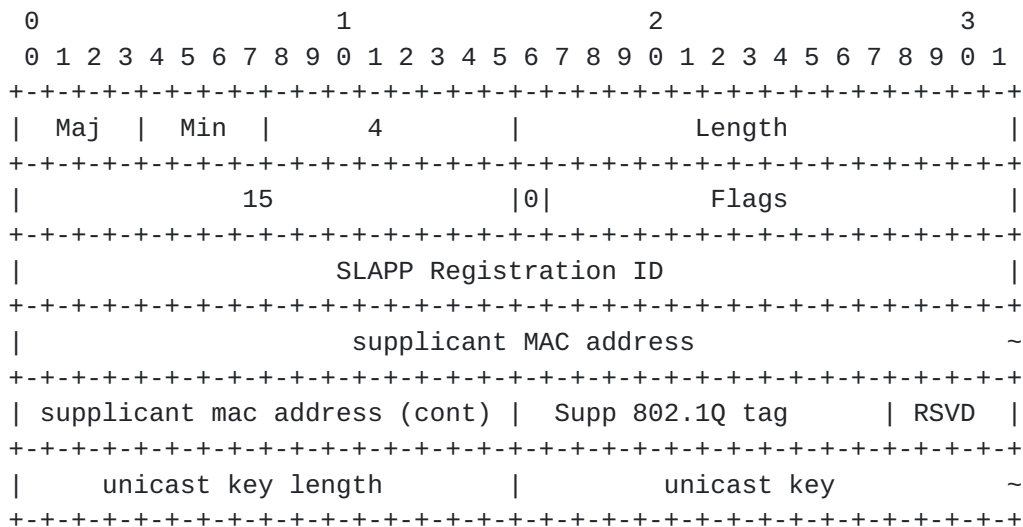 0                   1                   2                   3
 0 1 2 3 4 5 6 7 8 9 0 1 2 3 4 5 6 7 8 9 0 1 2 3 4 5 6 7 8 9 0 1
+-+-+-+-+-+-+-+-+-+-+-+-+-+-+-+-+-+-+-+-+-+-+-+-+-+-+-+-+-+-+-+-+
|  Maj  |  Min  |      4        |           Length              |
+-+-+-+-+-+-+-+-+-+-+-+-+-+-+-+-+-+-+-+-+-+-+-+-+-+-+-+-+-+-+-+-+
|              15               |0|          Flags              |
+-+-+-+-+-+-+-+-+-+-+-+-+-+-+-+-+-+-+-+-+-+-+-+-+-+-+-+-+-+-+-+-+
|                    SLAPP Registration ID                      |
+-+-+-+-+-+-+-+-+-+-+-+-+-+-+-+-+-+-+-+-+-+-+-+-+-+-+-+-+-+-+-+-+
|                     supplicant MAC address                    ~
+-+-+-+-+-+-+-+-+-+-+-+-+-+-+-+-+-+-+-+-+-+-+-+-+-+-+-+-+-+-+-+-+
| supplicant mac address (cont) |  Supp 802.1Q tag      | RSVD  |
+-+-+-+-+-+-+-+-+-+-+-+-+-+-+-+-+-+-+-+-+-+-+-+-+-+-+-+-+-+-+-+-+
|     unicast key length        |         unicast key           ~
+-+-+-+-+-+-+-+-+-+-+-+-+-+-+-+-+-+-+-+-+-+-+-+-+-+-+-+-+-+-+-+-+